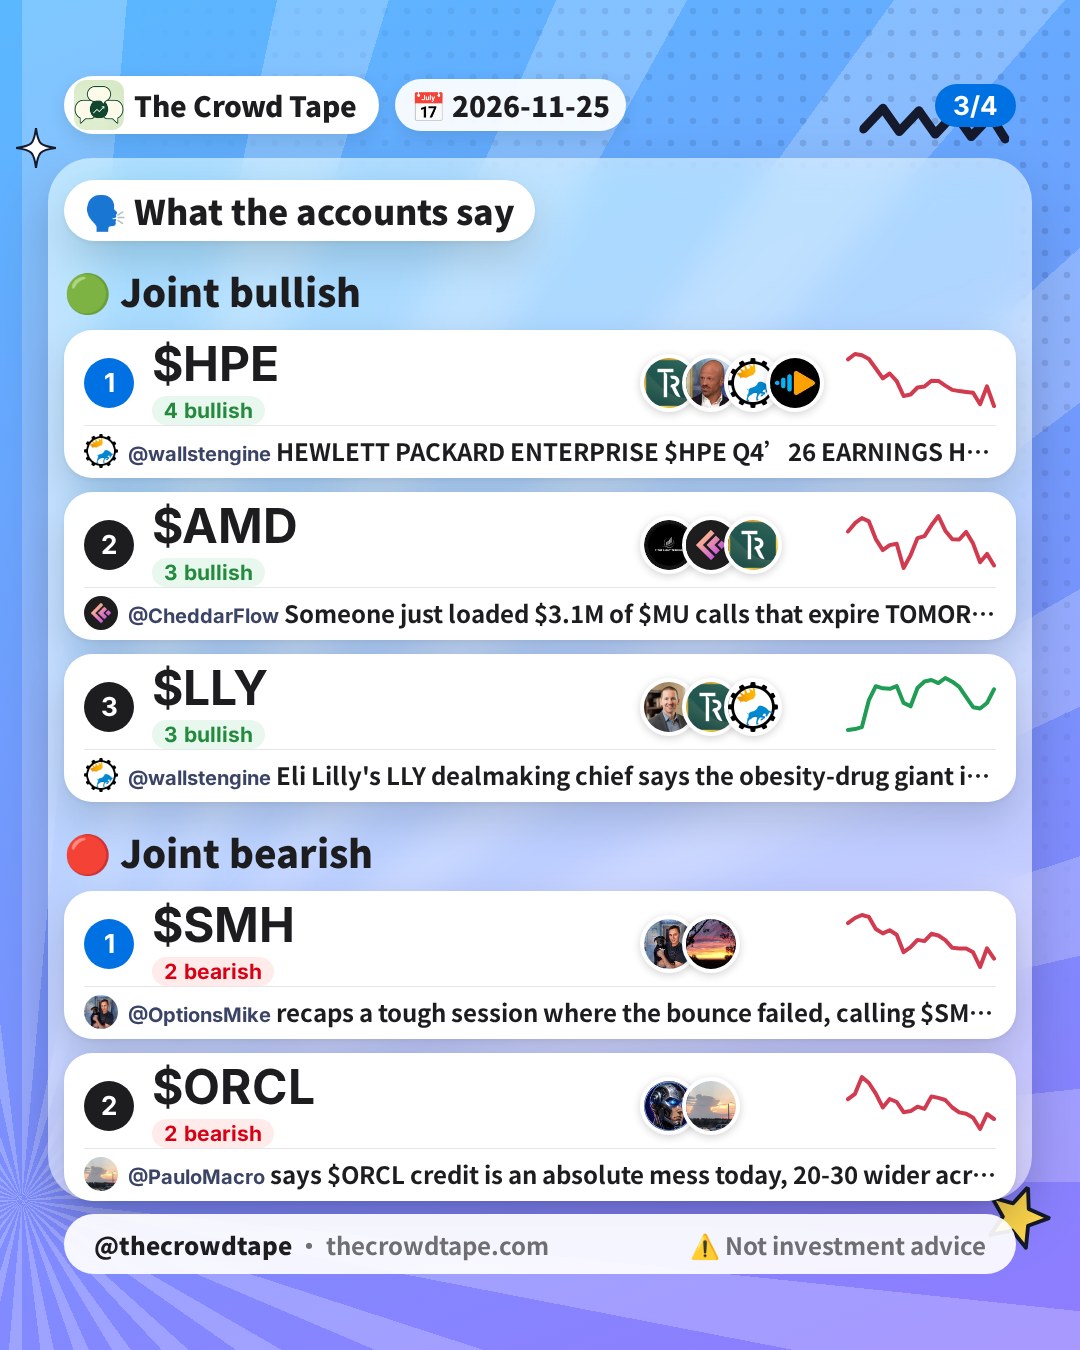 The Crowd Tape
2026-11-25
3/4
What the accounts say
Joint bullish
1
$HPE
4 bullish
@wallstengine HEWLETT PACKARD ENTERPRISE $HPE Q4’26 EARNINGS H…
2
$AMD
3 bullish
@CheddarFlow Someone just loaded $3.1M of $MU calls that expire TOMOR…
3
$LLY
3 bullish
@wallstengine Eli Lilly's LLY dealmaking chief says the obesity-drug giant i…
Joint bearish
1
$SMH
2 bearish
@OptionsMike recaps a tough session where the bounce failed, calling $SM…
2
$ORCL
2 bearish
@PauloMacro says $ORCL credit is an absolute mess today, 20-30 wider acr…
@thecrowdtape • thecrowdtape.com
⚠️ Not investment advice